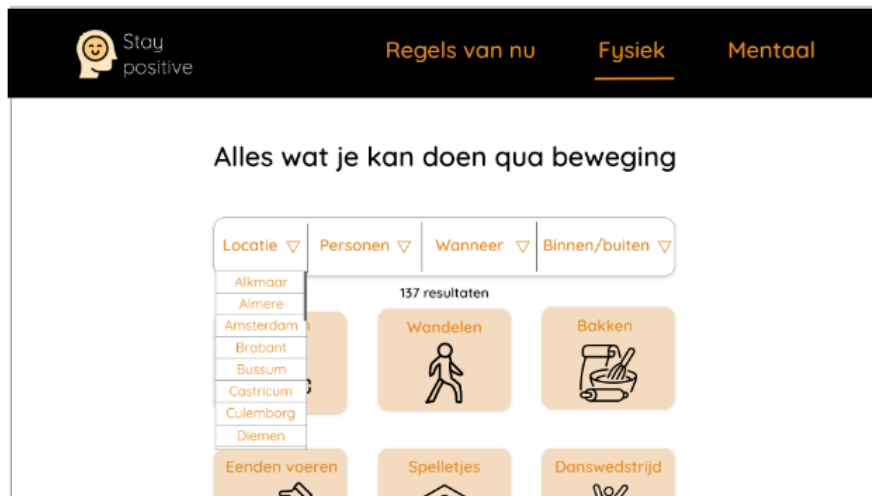 Stay
positive
Regels van nu
Fysiek
Mentaal
Alles wat je kan doen qua beweging
Locatie
Personen
Wanneer
Binnen/buiten
Alkmaar
Almere
Amsterdam
Brabant
Bussum
Castricum
Culemborg
Diemen
137 resultaten
Wandelen
Bakken
Eenden voeren
Spelletjes
Danswedstrijd